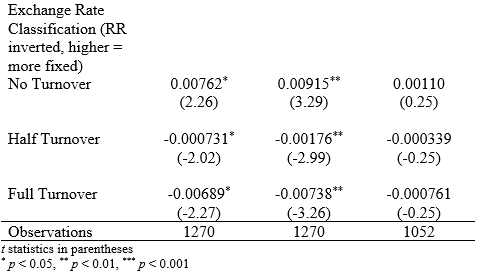 Exchange Rate
Classification (RR
inverted, higher =
more fixed)
No Turnover 0.00762* 0.00915** 0.00110
(2.26) (3.29) (0.25)
Half Turnover -0.000731* -0.00176** -0.000339
(-2.02) (-2.99) (-0.25)
Full Turnover -0.00689* -0.00738** -0.000761
(-2.27) (-3.26) (-0.25)
Observations 1270 1270 1052
t statistics in parentheses
* p < 0.05, ** p < 0.01, *** p < 0.001